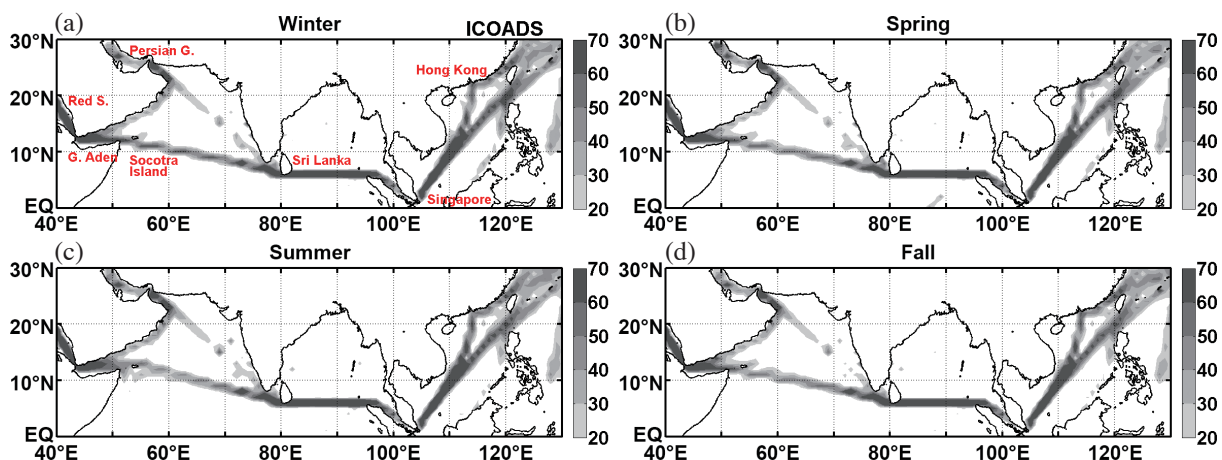 (a) Winter ICOADS
30°N
20°N
10°N
EQ
40°E 60°E 80°E 100°E 120°E
Persian G.
Hong Kong
Red S.
G. Aden
Socotra
Island
Sri Lanka
Singapore
70
60
50
40
30
20
(b) Spring
30°N
20°N
10°N
EQ
40°E 60°E 80°E 100°E 120°E
70
60
50
40
30
20
(c) Summer
30°N
20°N
10°N
EQ
40°E 60°E 80°E 100°E 120°E
70
60
50
40
30
20
(d) Fall
30°N
20°N
10°N
EQ
40°E 60°E 80°E 100°E 120°E
70
60
50
40
30
20